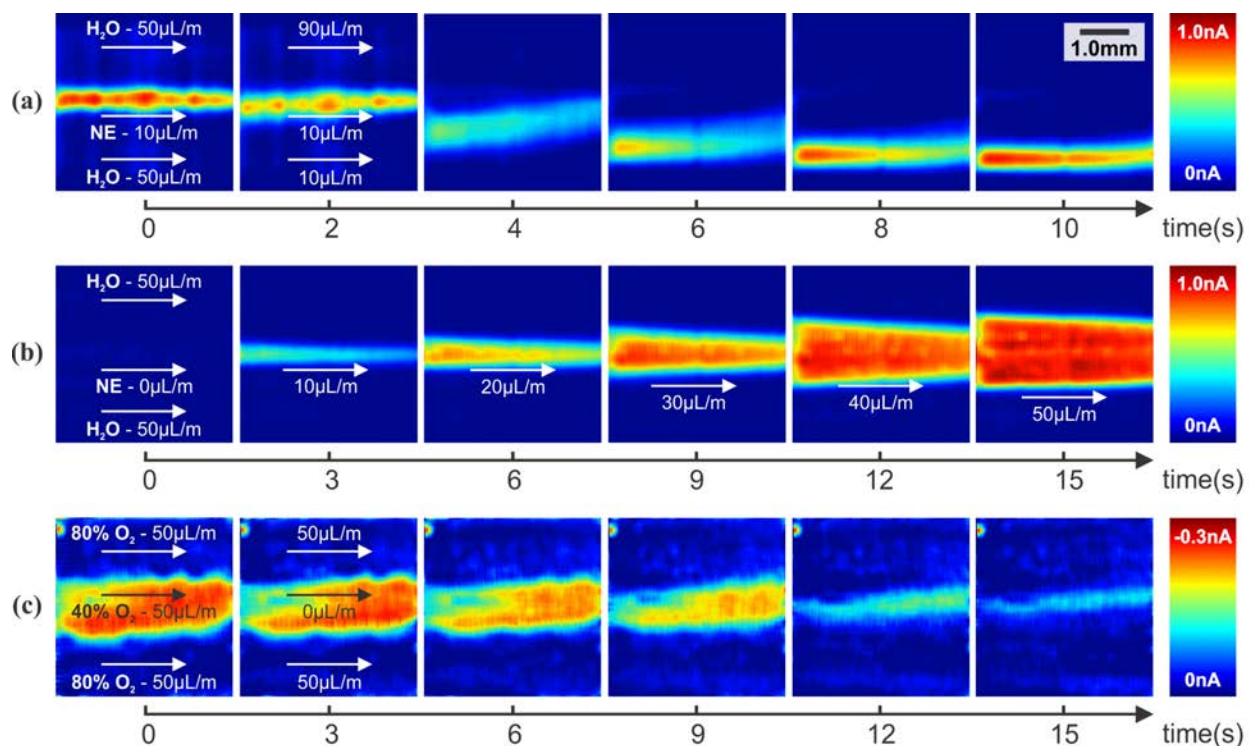 (a)
H₂O - 50µL/m
90µL/m
NE - 10µL/m
10µL/m
H₂O - 50µL/m
10µL/m
1.0mm
1.0nA
0nA
0 2 4 6 8 10 time(s)
(b)
H₂O - 50µL/m
NE - 0µL/m
10µL/m
20µL/m
30µL/m
40µL/m
50µL/m
H₂O - 50µL/m
1.0nA
0nA
0 3 6 9 12 15 time(s)
(c)
80% O₂ - 50µL/m
50µL/m
40% O₂ - 50µL/m
0µL/m
80% O₂ - 50µL/m
50µL/m
-0.3nA
0nA
0 3 6 9 12 15 time(s)